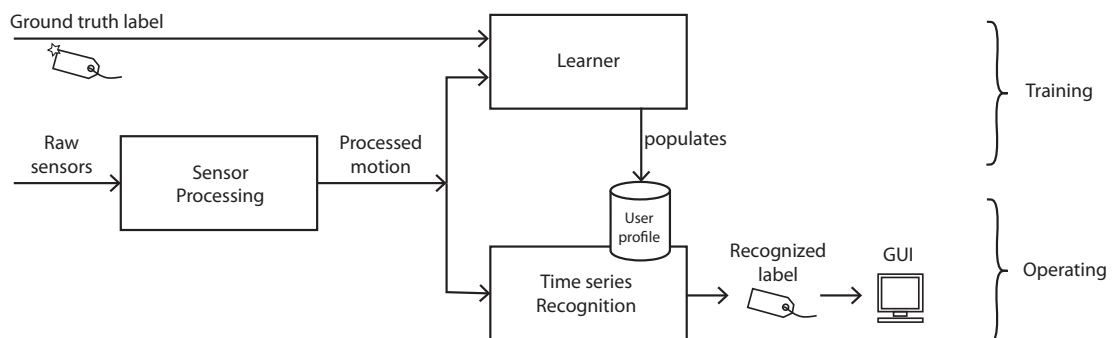 Ground truth label
Learner
Training
Raw
sensors
Sensor
Processing
Processed
motion
populates
User
profile
Time series
Recognition
Recognized
label
GUI
Operating